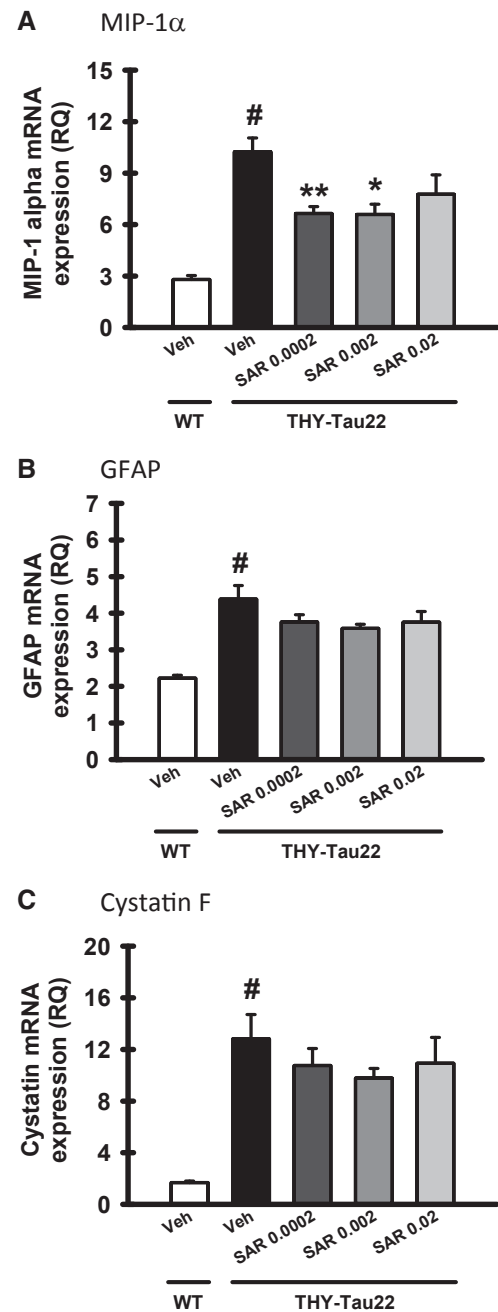 A MIP-1α
MIP-1 alpha mRNA
expression (RQ)
15
12
9
6
3
0
#
**
*
Veh
Veh
SAR 0.0002
SAR 0.002
SAR 0.02
WT
THY-Tau22
B GFAP
GFAP mRNA
expression (RQ)
7
6
5
4
3
2
1
0
#
Veh
Veh
SAR 0.0002
SAR 0.002
SAR 0.02
WT
THY-Tau22
C Cystatin F
Cystatin mRNA
expression (RQ)
20
16
12
8
4
0
#
Veh
Veh
SAR 0.0002
SAR 0.002
SAR 0.02
WT
THY-Tau22